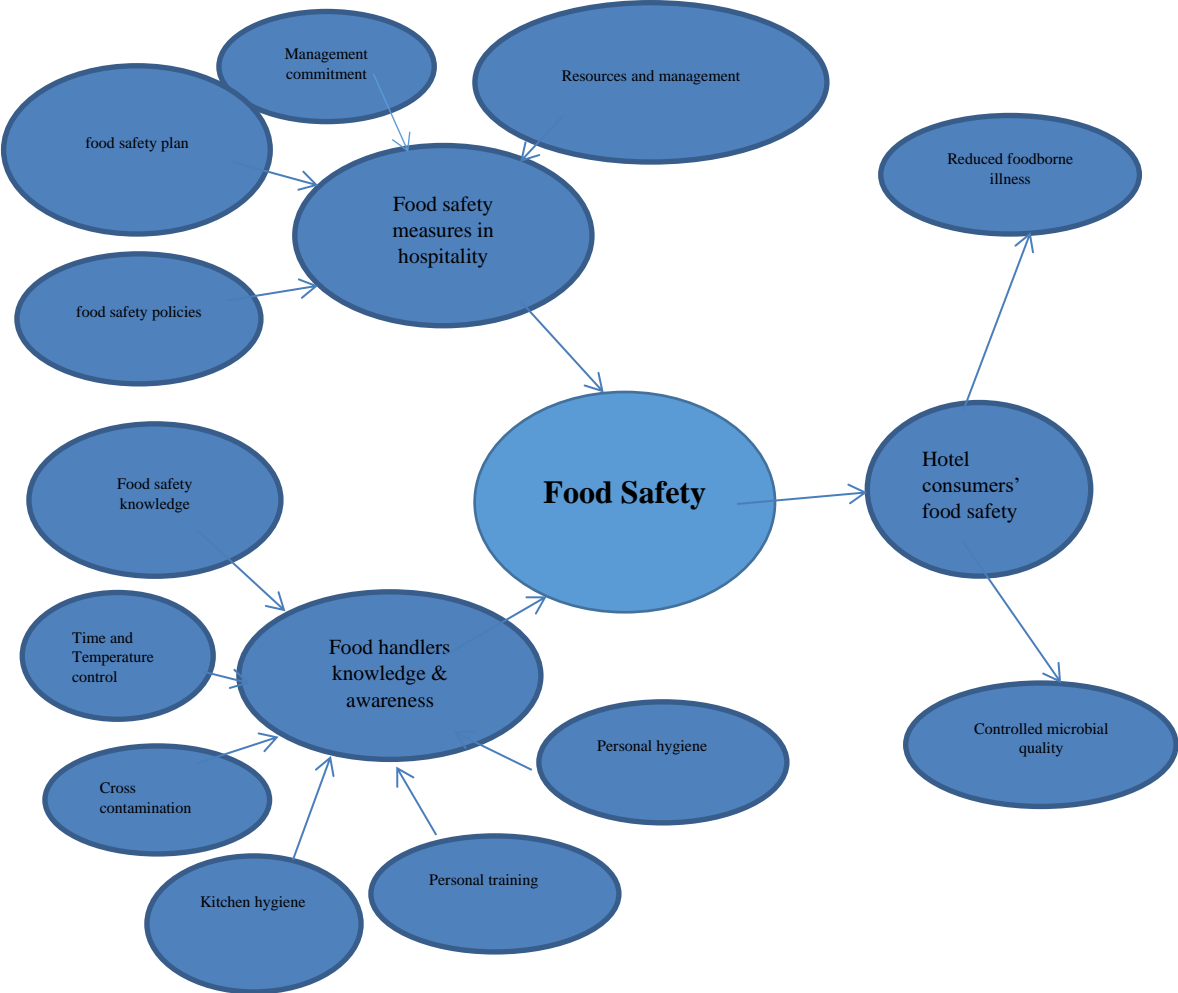 Management
commitment
Resources and management
food safety plan
Reduced foodborne
illness
Food safety
measures in
hospitality
food safety policies
Food safety
knowledge
Food Safety
Hotel
consumers’
food safety
Time and
Temperature
control
Food handlers
knowledge &
awareness
Personal hygiene
Controlled microbial
quality
Cross
contamination
Personal training
Kitchen hygiene